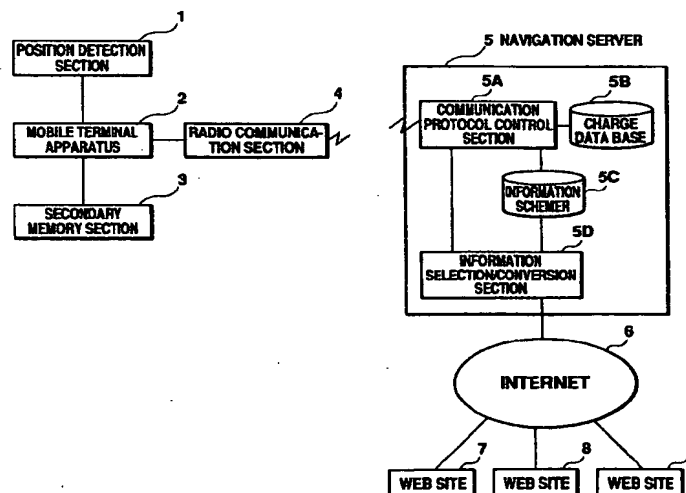 1
POSITION DETECTION
SECTION
2
MOBILE TERMINAL
APPARATUS
4
RADIO COMMUNICA-
TION SECTION
3
SECONDARY
MEMORY SECTION
5 NAVIGATION SERVER
5A
COMMUNICATION
PROTOCOL CONTROL
SECTION
5B
CHARGE
DATA BASE
5C
INFORMATION
SCHEMER
5D
INFORMATION
SELECTION/CONVERSION
SECTION
6
INTERNET
7
WEB SITE
8
WEB SITE
WEB SITE